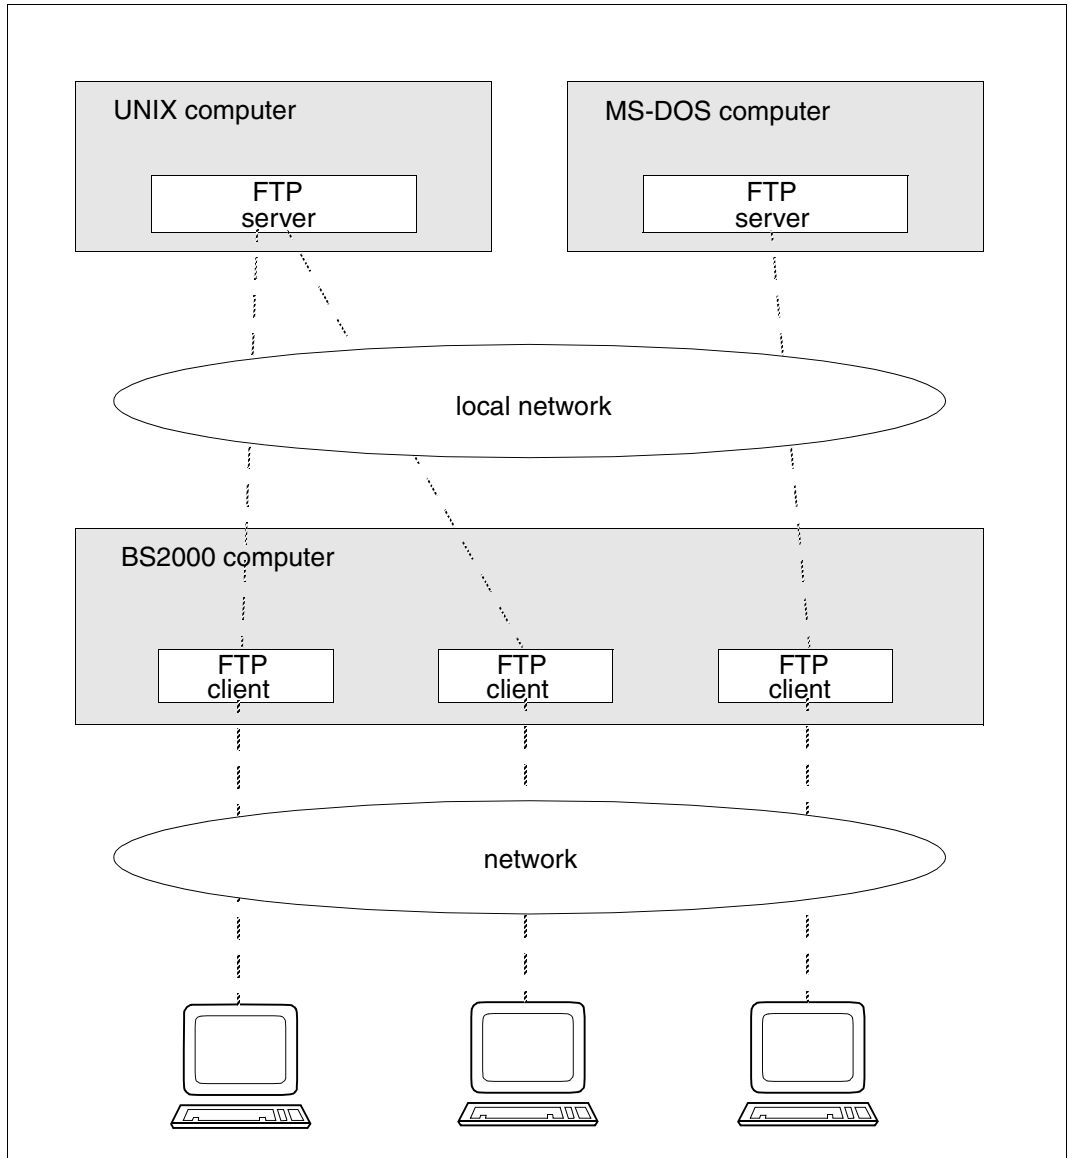 UNIX computer
MS-DOS computer
FTP
server
FTP
server
local network
BS2000 computer
FTP
client
FTP
client
FTP
client
network